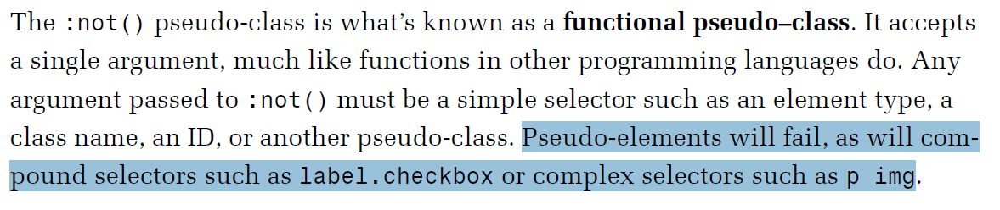 The :not() pseudo-class is what’s known as a functional pseudo–class. It accepts
a single argument, much like functions in other programming languages do. Any
argument passed to :not() must be a simple selector such as an element type, a
class name, an ID, or another pseudo-class. Pseudo-elements will fail, as will com-
pound selectors such as label.checkbox or complex selectors such as p img.